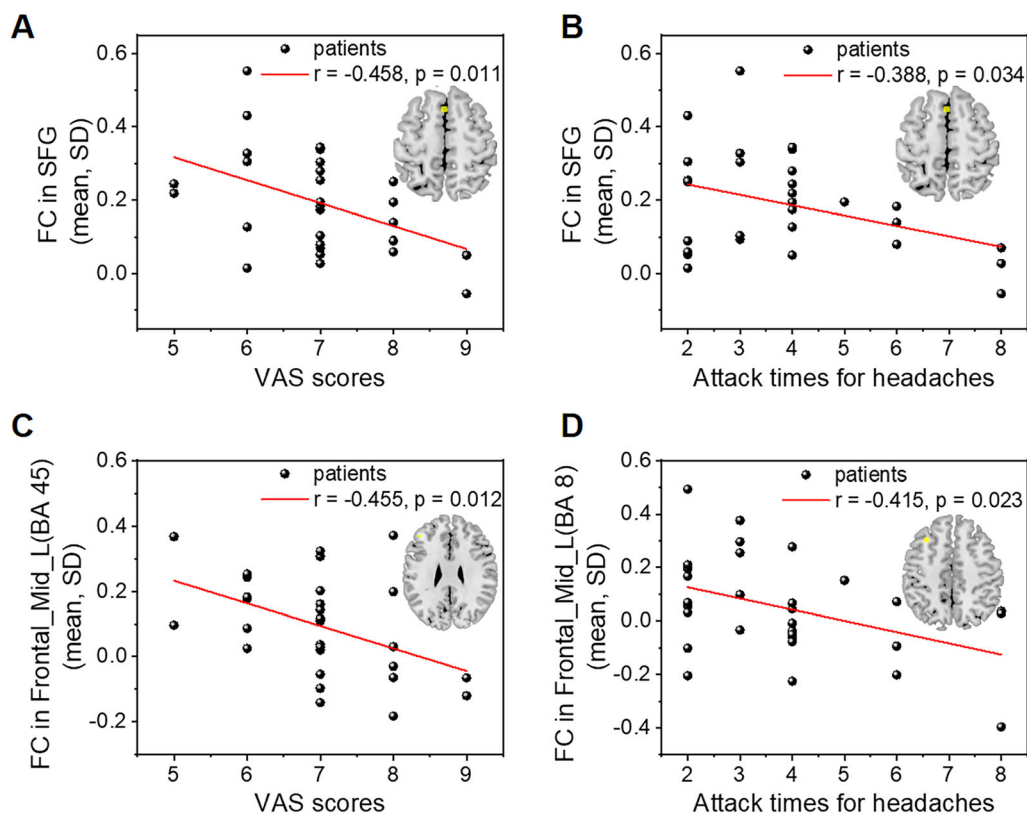 A
patients
r = -0.458, p = 0.011
FC in SFG
(mean, SD)
0.6
0.4
0.2
0.0
5 6 7 8 9
VAS scores
B
patients
r = -0.388, p = 0.034
FC in SFG
(mean, SD)
0.6
0.4
0.2
0.0
2 3 4 5 6 7 8
Attack times for headaches
C
patients
r = -0.455, p = 0.012
FC in Frontal_Mid_L(BA 45)
(mean, SD)
0.6
0.4
0.2
0.0
-0.2
5 6 7 8 9
VAS scores
D
patients
r = -0.415, p = 0.023
FC in Frontal_Mid_L(BA 8)
(mean, SD)
0.6
0.4
0.2
0.0
-0.2
-0.4
2 3 4 5 6 7 8
Attack times for headaches